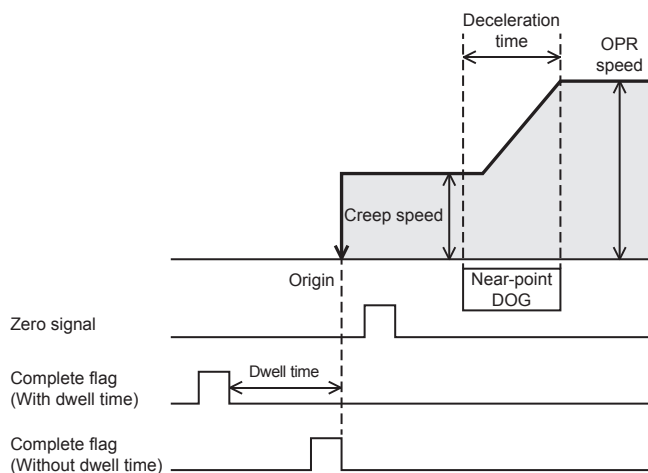 Deceleration
time
OPR
speed
Creep speed
Origin
Near-point
DOG
Zero signal
Complete flag
(With dwell time)
Dwell time
Complete flag
(Without dwell time)